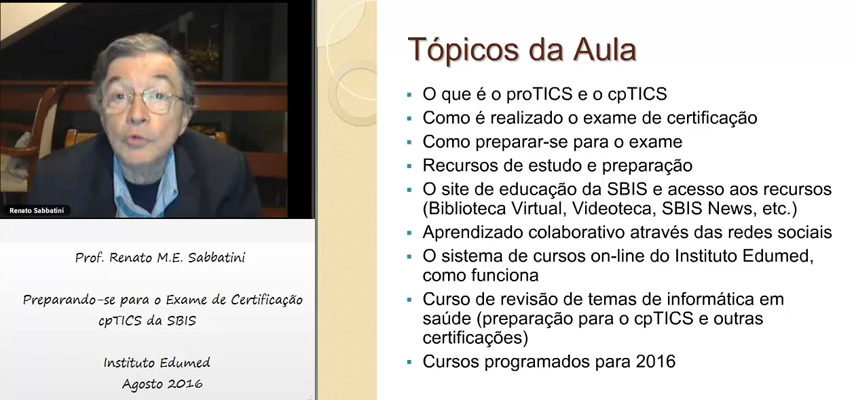 Renato Sabbatini
Prof. Renato M.E. Sabbatini
Preparando-se para o Exame de Certificação
cpTICS da SBIS
Instituto Edumed
Agosto 2016
Tópicos da Aula
▪ O que é o proTICS e o cpTICS
▪ Como é realizado o exame de certificação
▪ Como preparar-se para o exame
▪ Recursos de estudo e preparação
▪ O site de educação da SBIS e acesso aos recursos
(Biblioteca Virtual, Videoteca, SBIS News, etc.)
▪ Aprendizado colaborativo através das redes sociais
▪ O sistema de cursos on-line do Instituto Edumed,
como funciona
▪ Curso de revisão de temas de informática em
saúde (preparação para o cpTICS e outras
certificações)
▪ Cursos programados para 2016